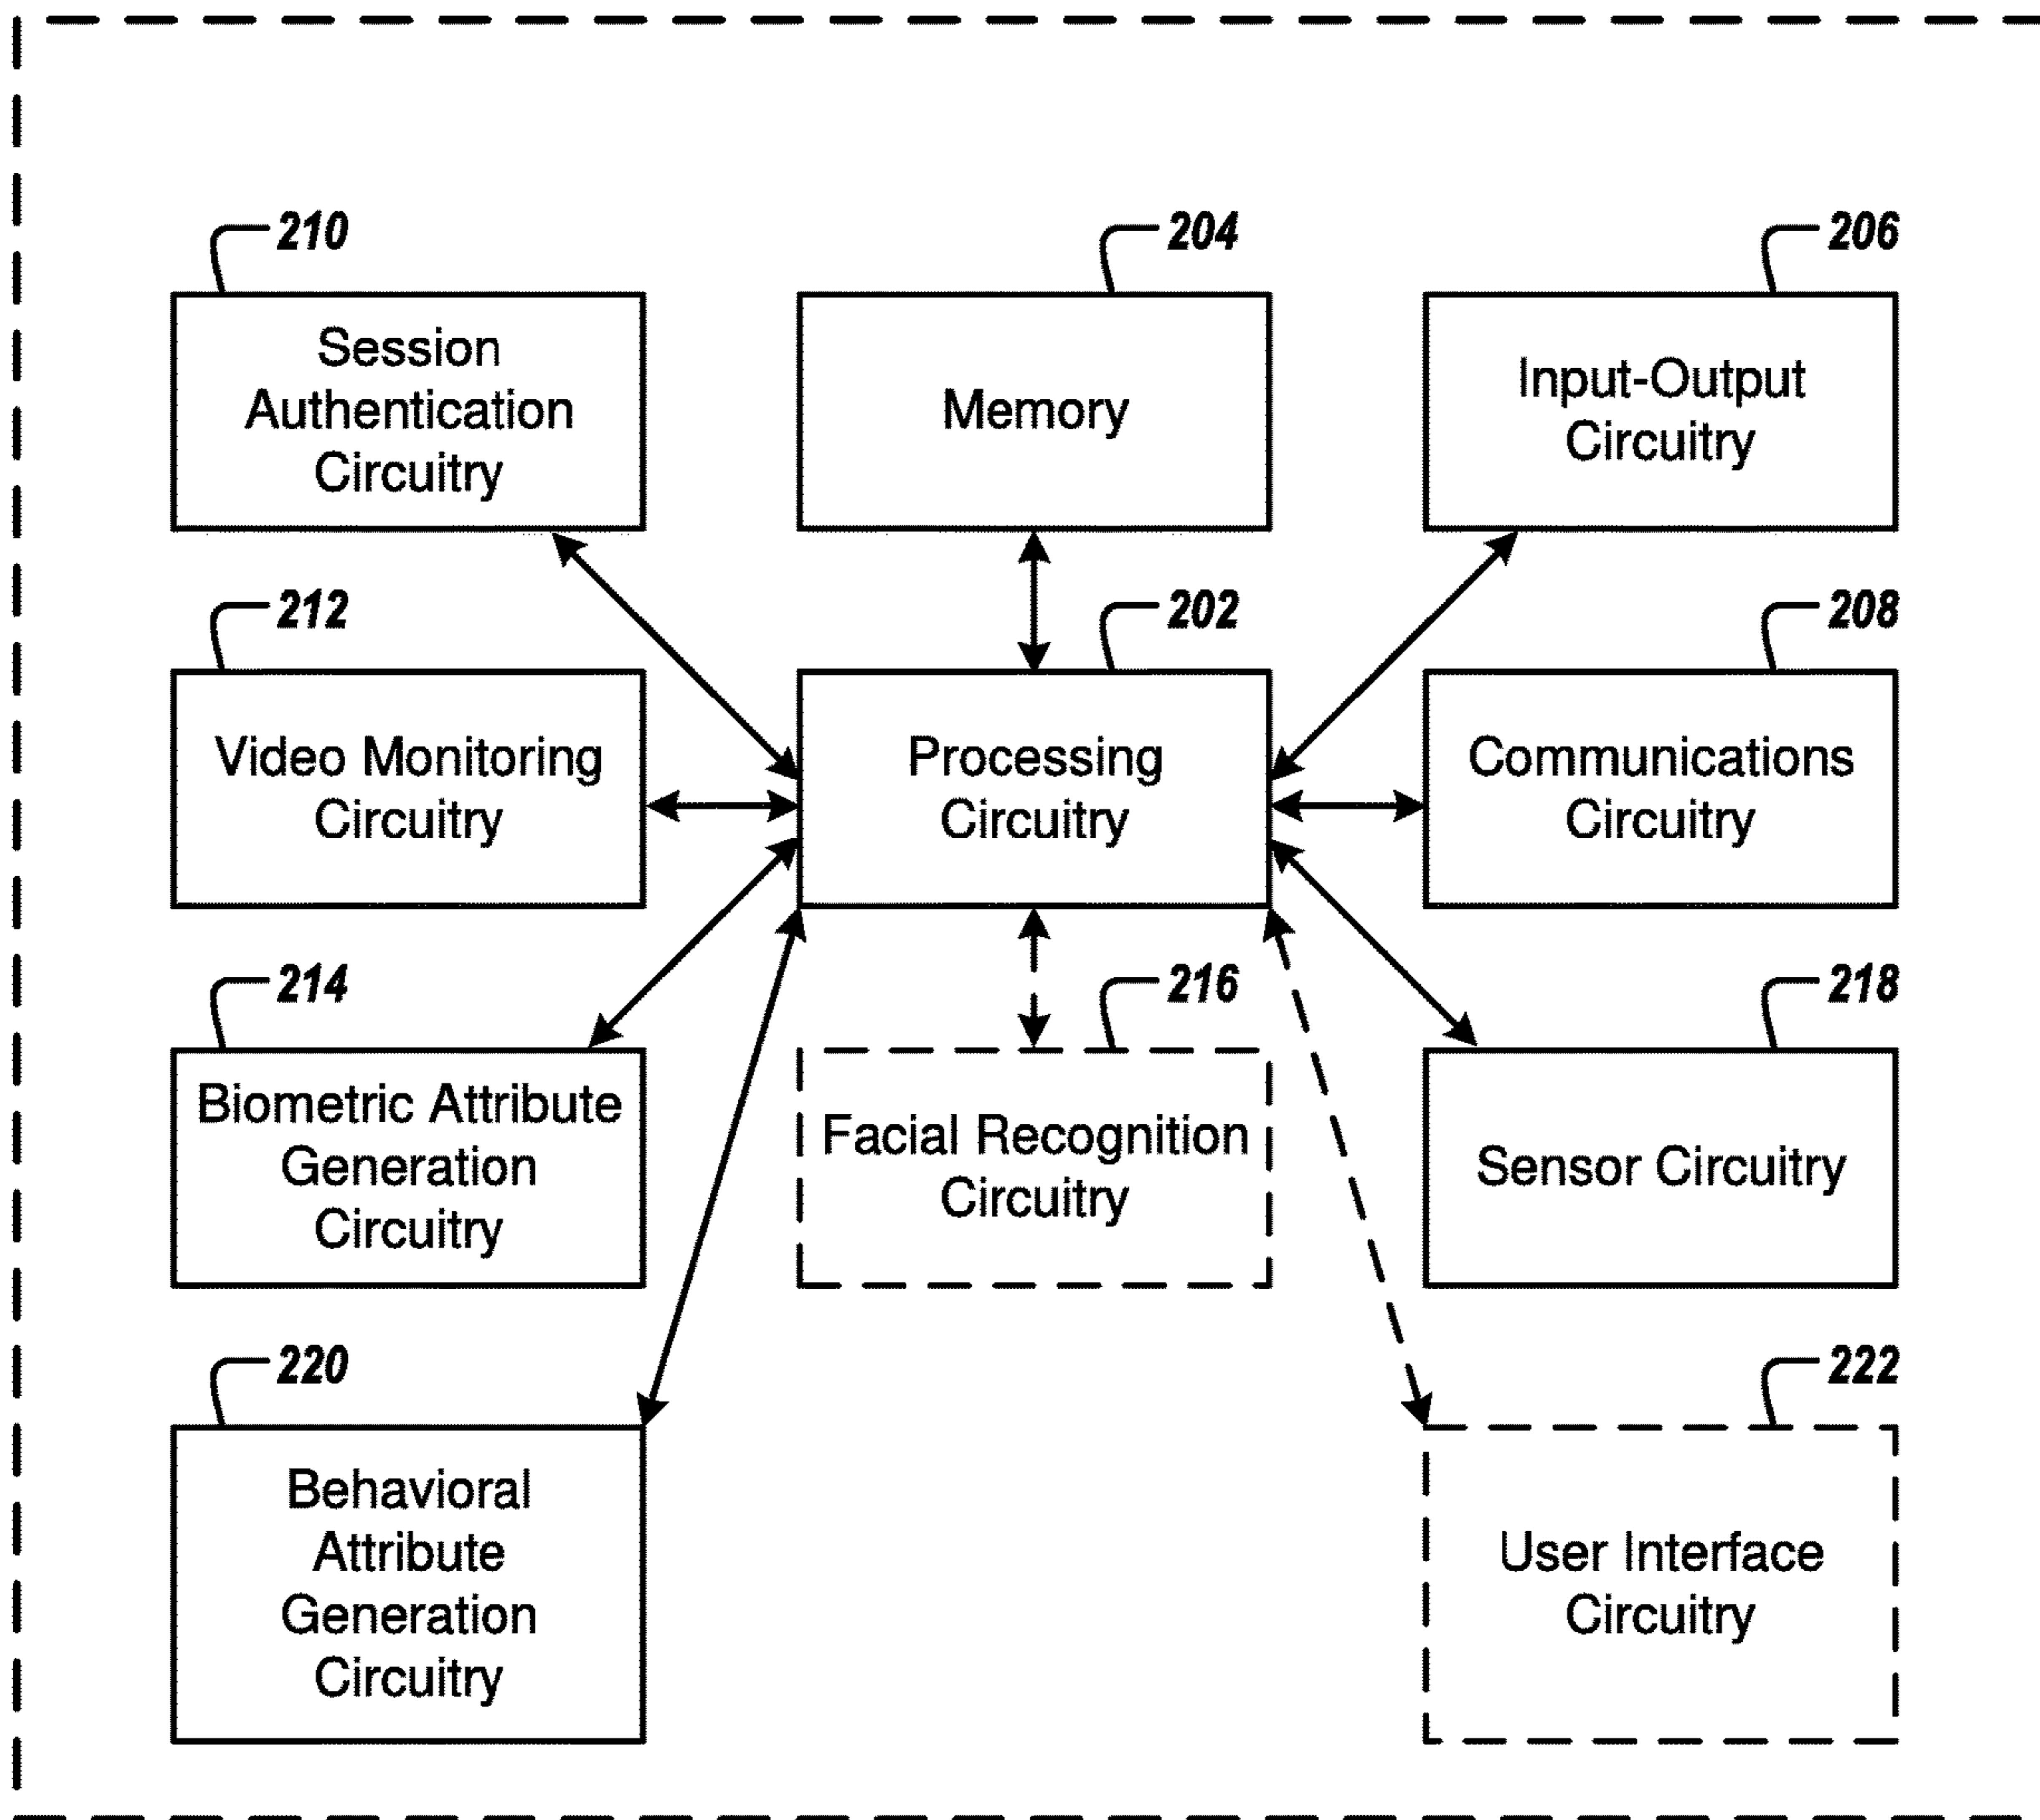 210
Session
Authentication
Circuitry
204
Memory
206
Input-Output
Circuitry
212
Video Monitoring
Circuitry
202
Processing
Circuitry
208
Communications
Circuitry
214
Biometric Attribute
Generation
Circuitry
216
Facial Recognition
Circuitry
218
Sensor Circuitry
220
Behavioral
Attribute
Generation
Circuitry
222
User Interface
Circuitry